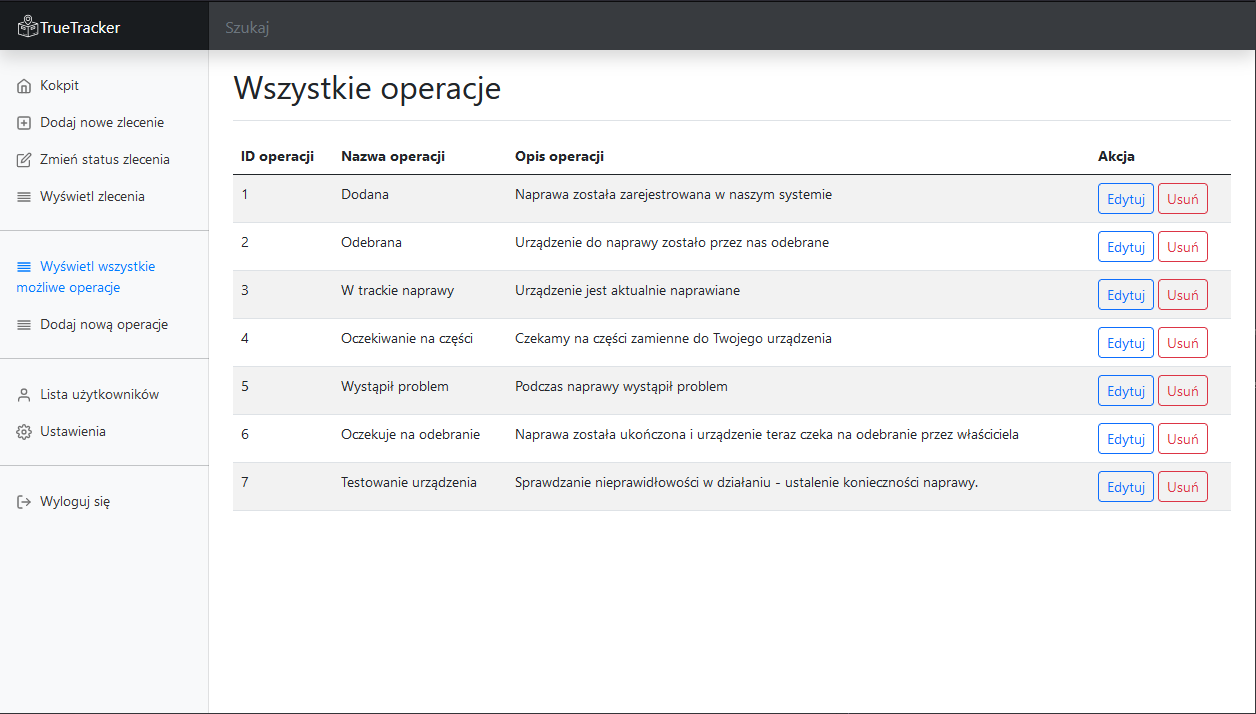 TrueTracker
Szukaj
Kokpit
Dodaj nowe zlecenie
Zmień status zlecenia
Wyświetl zlecenia
Wyświetl wszystkie
możliwe operacje
Dodaj nową operacje
Lista użytkowników
Ustawienia
Wyloguj się
Wszystkie operacje
ID operacji Nazwa operacji Opis operacji Akcja
1 Dodana Naprawa została zarejestrowana w naszym systemie Edytuj Usuń
2 Odebrana Urządzenie do naprawy zostało przez nas odebrane Edytuj Usuń
3 W trackie naprawy Urządzenie jest aktualnie naprawiane Edytuj Usuń
4 Oczekiwanie na części Czekamy na części zamienne do Twojego urządzenia Edytuj Usuń
5 Wystąpił problem Podczas naprawy wystąpił problem Edytuj Usuń
6 Oczekuje na odebranie Naprawa została ukończona i urządzenie teraz czeka na odebranie przez właściciela Edytuj Usuń
7 Testowanie urządzenia Sprawdzanie nieprawidłowości w działaniu - ustalenie konieczności naprawy. Edytuj Usuń